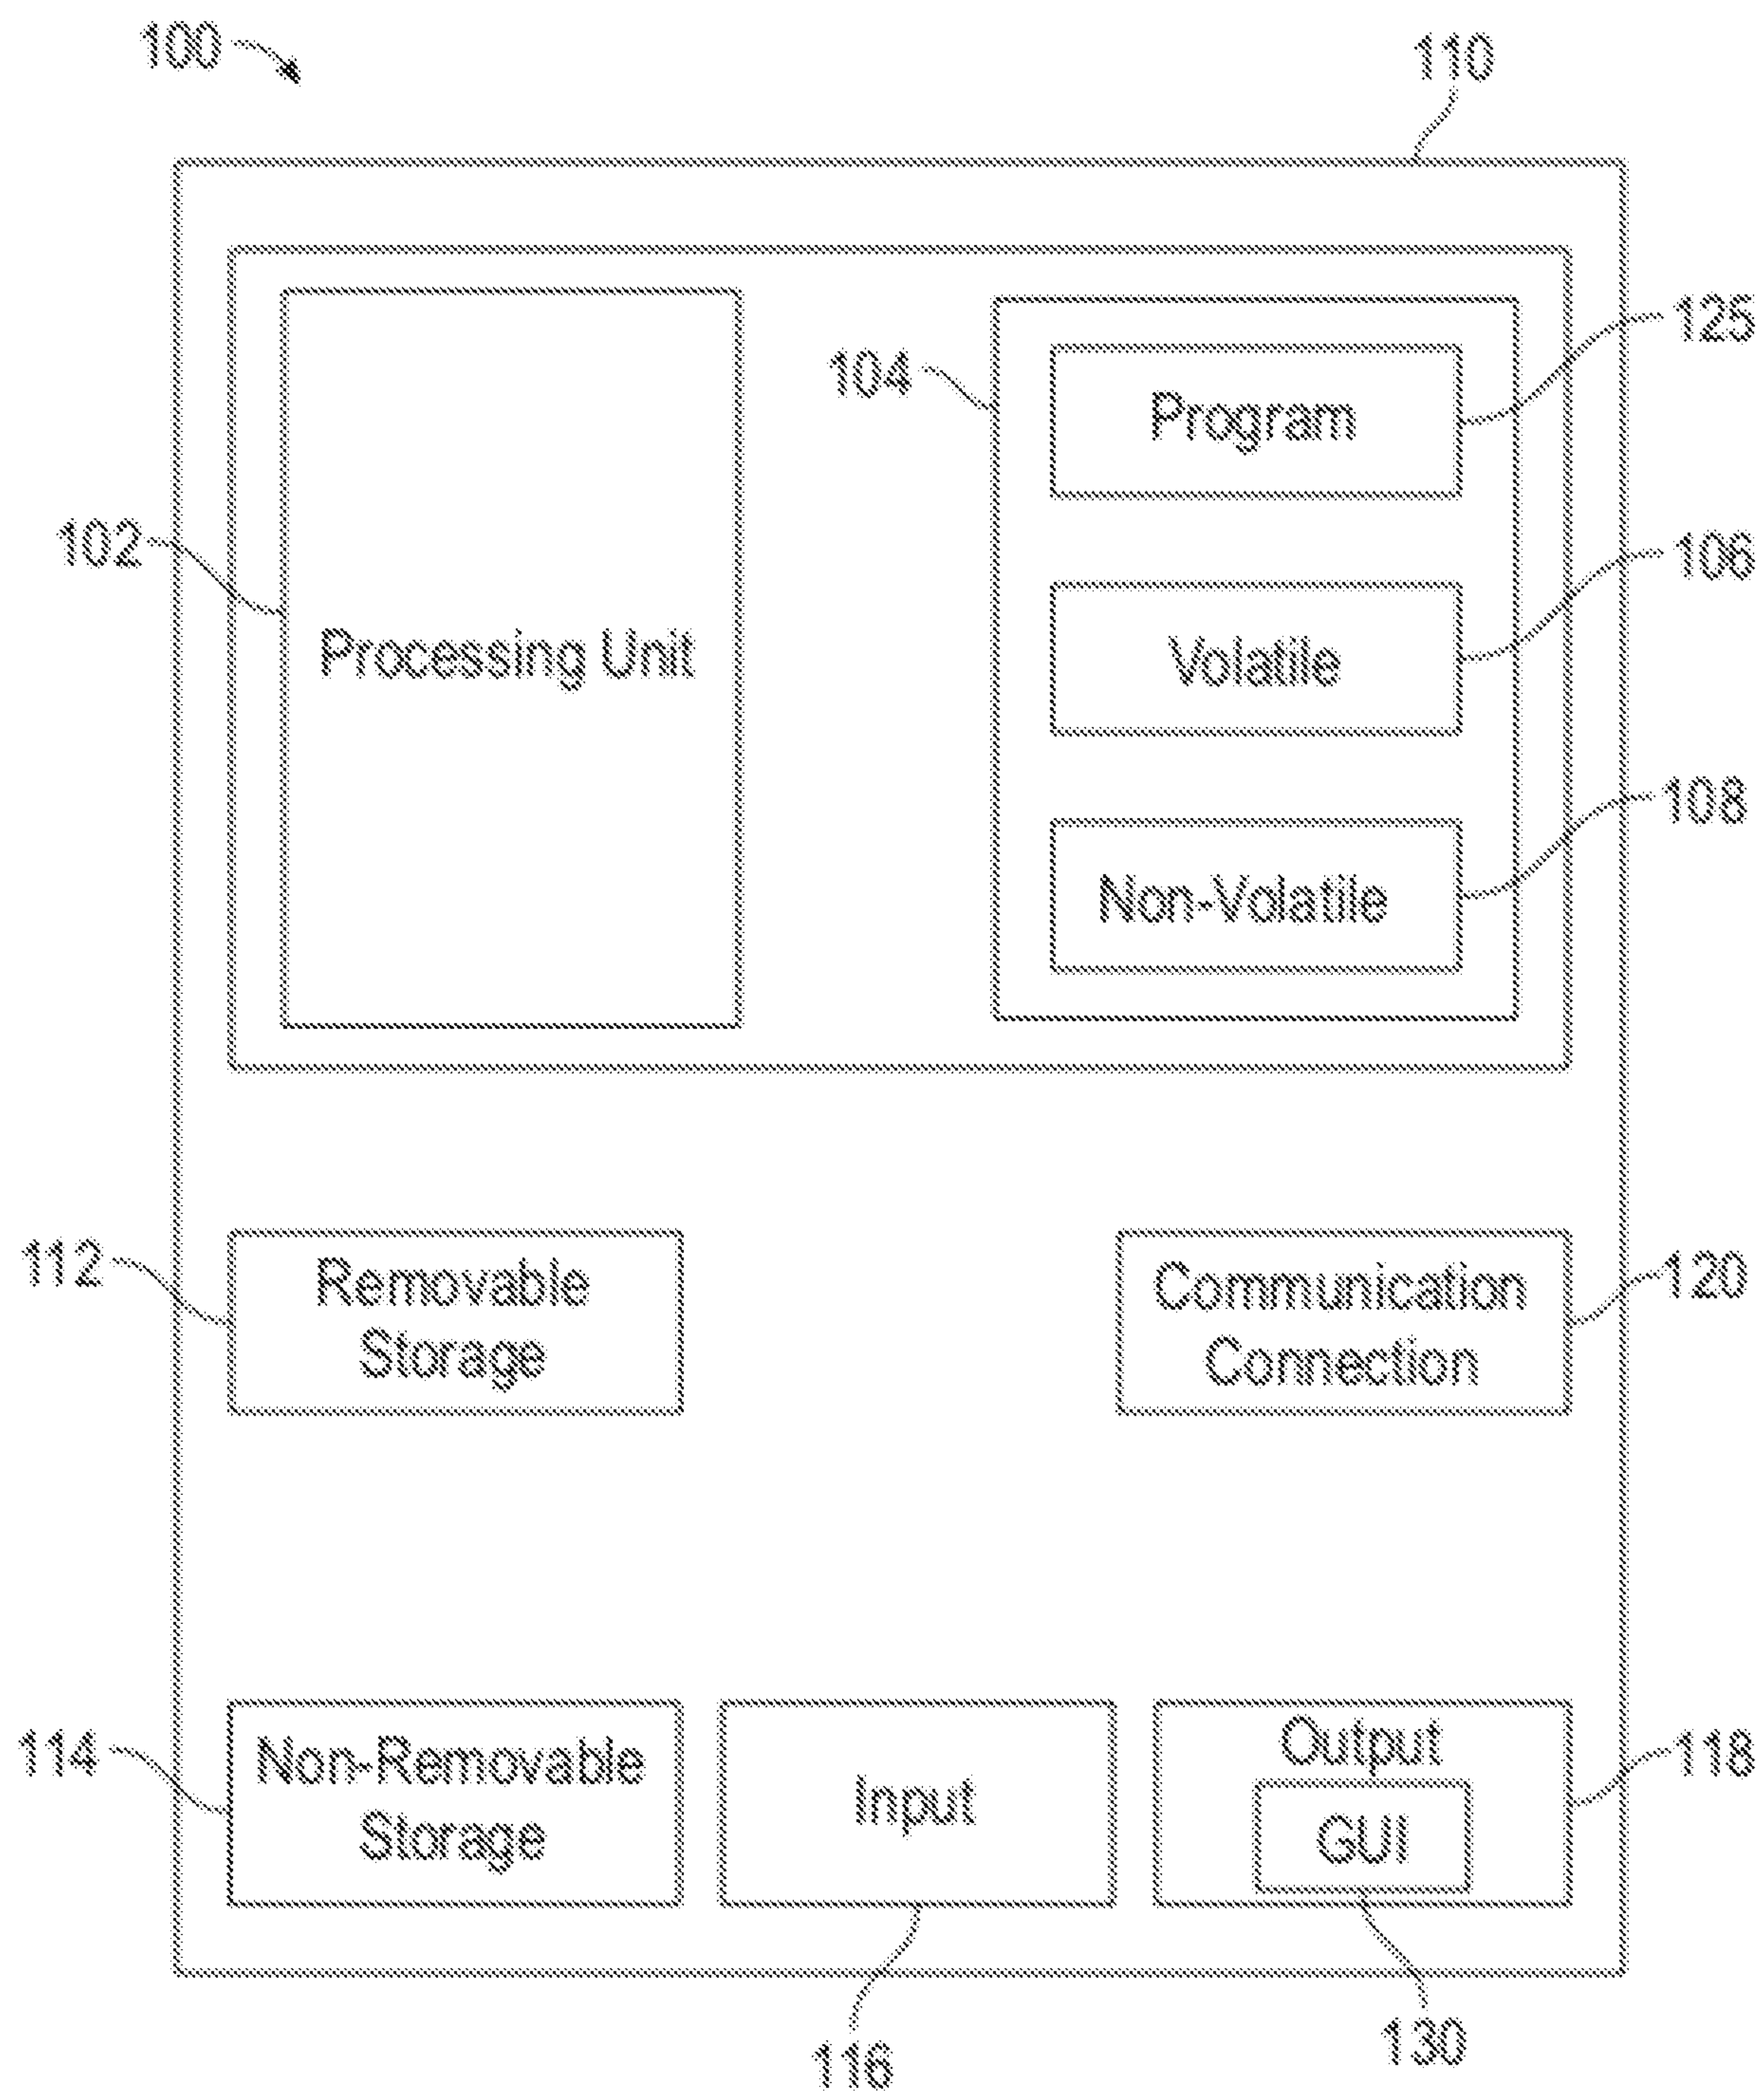 100
110
125
104
Program
102
106
Processing Unit
Volatile
108
Non-Volatile
112
Removable
Storage
Communication
Connection
120
114
Non-Removable
Storage
Input
Output
GUI
118
116
130